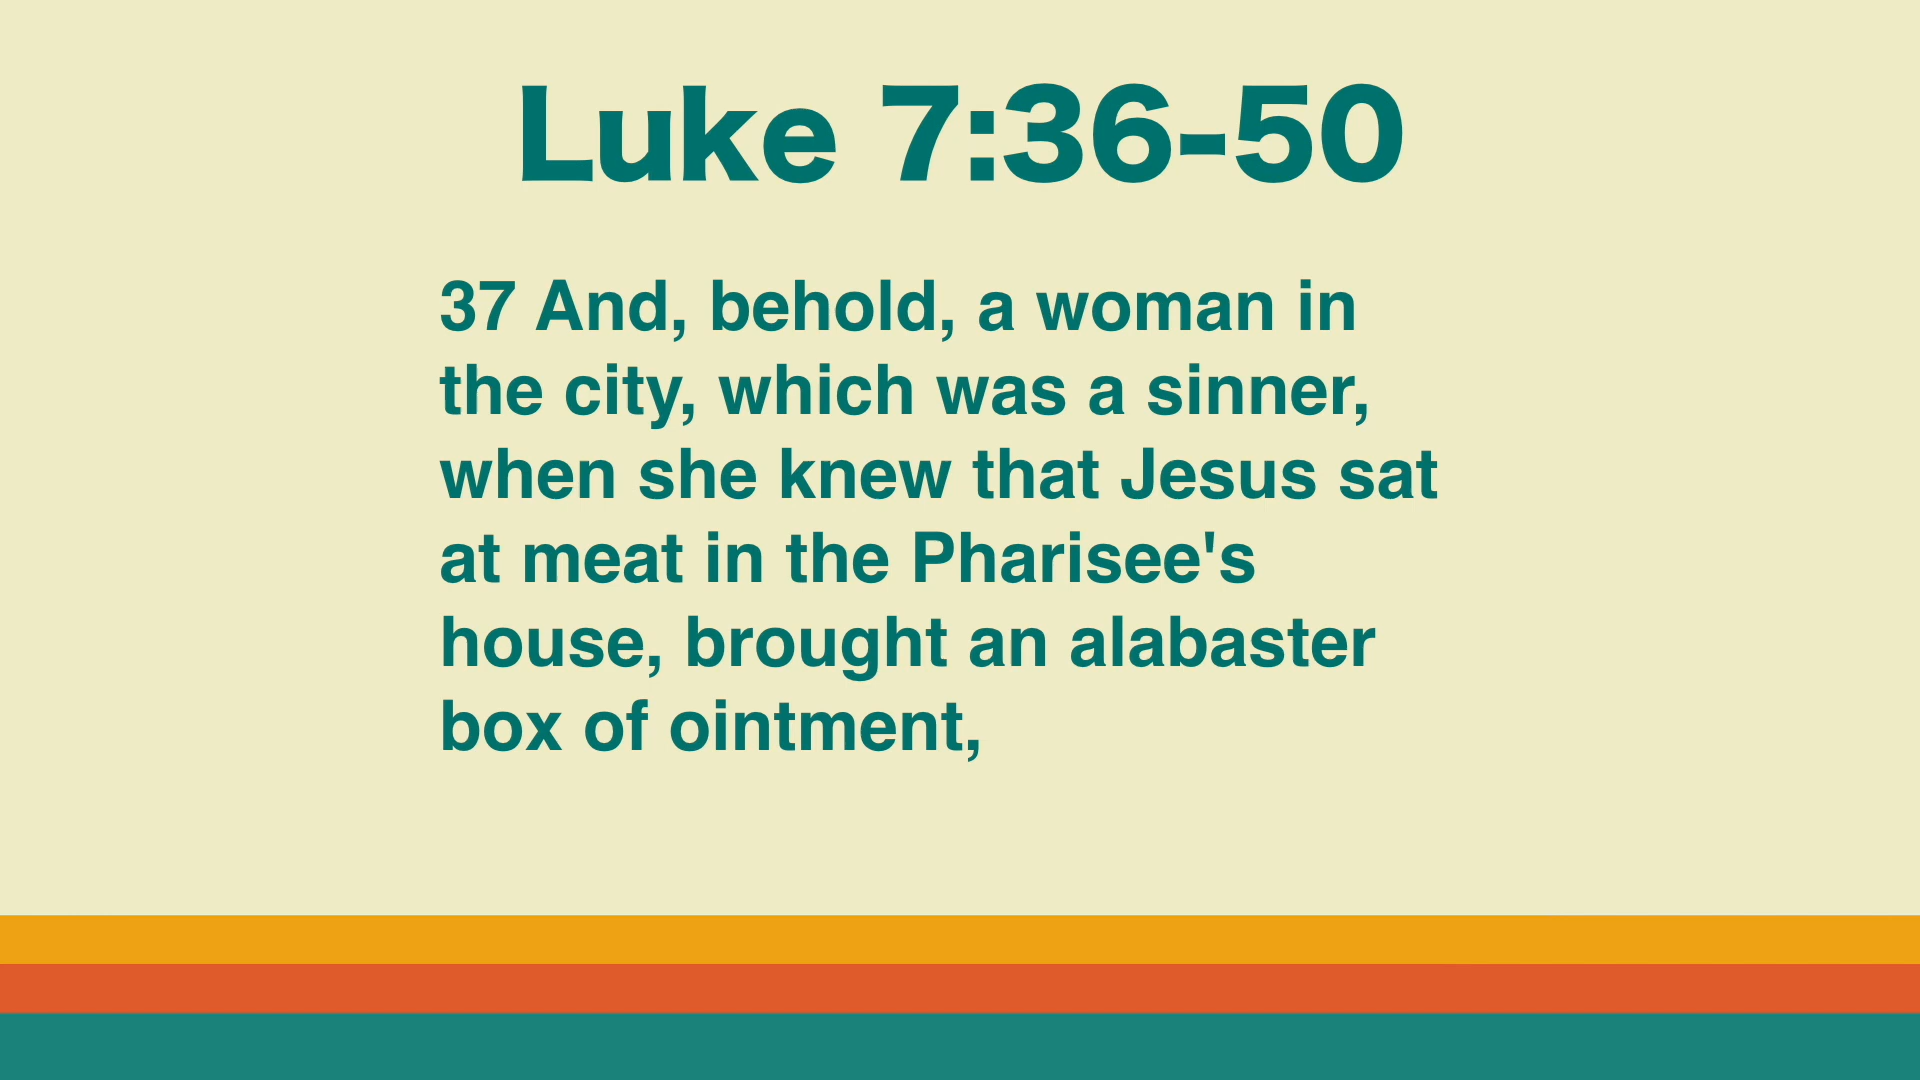 Luke 7:36-50
37 And, behold, a woman in
the city, which was a sinner,
when she knew that Jesus sat
at meat in the Pharisee's
house, brought an alabaster
box of ointment,